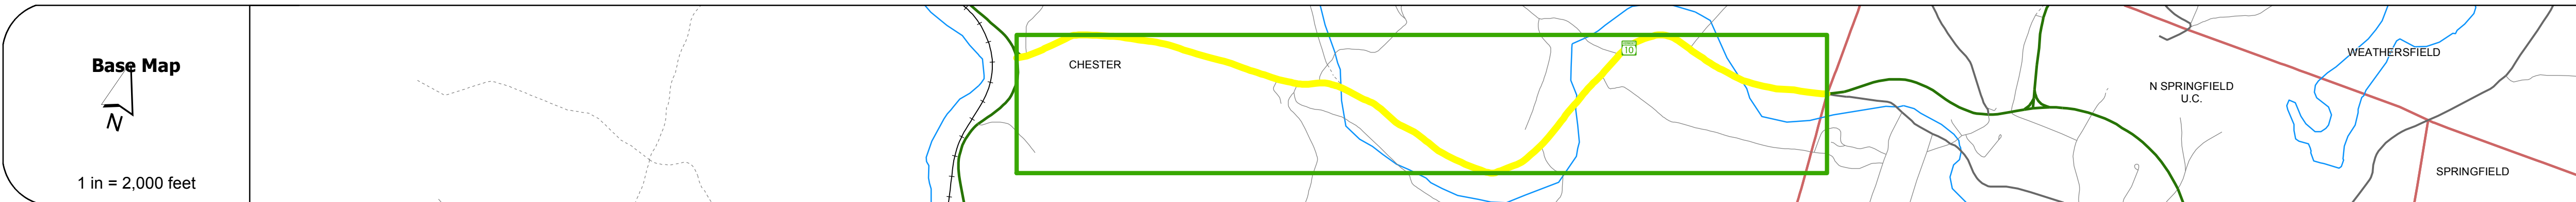 Base Map
N
1 in = 2,000 feet
CHESTER
10
WEATHERSFIELD
N SPRINGFIELD
U.C.
SPRINGFIELD